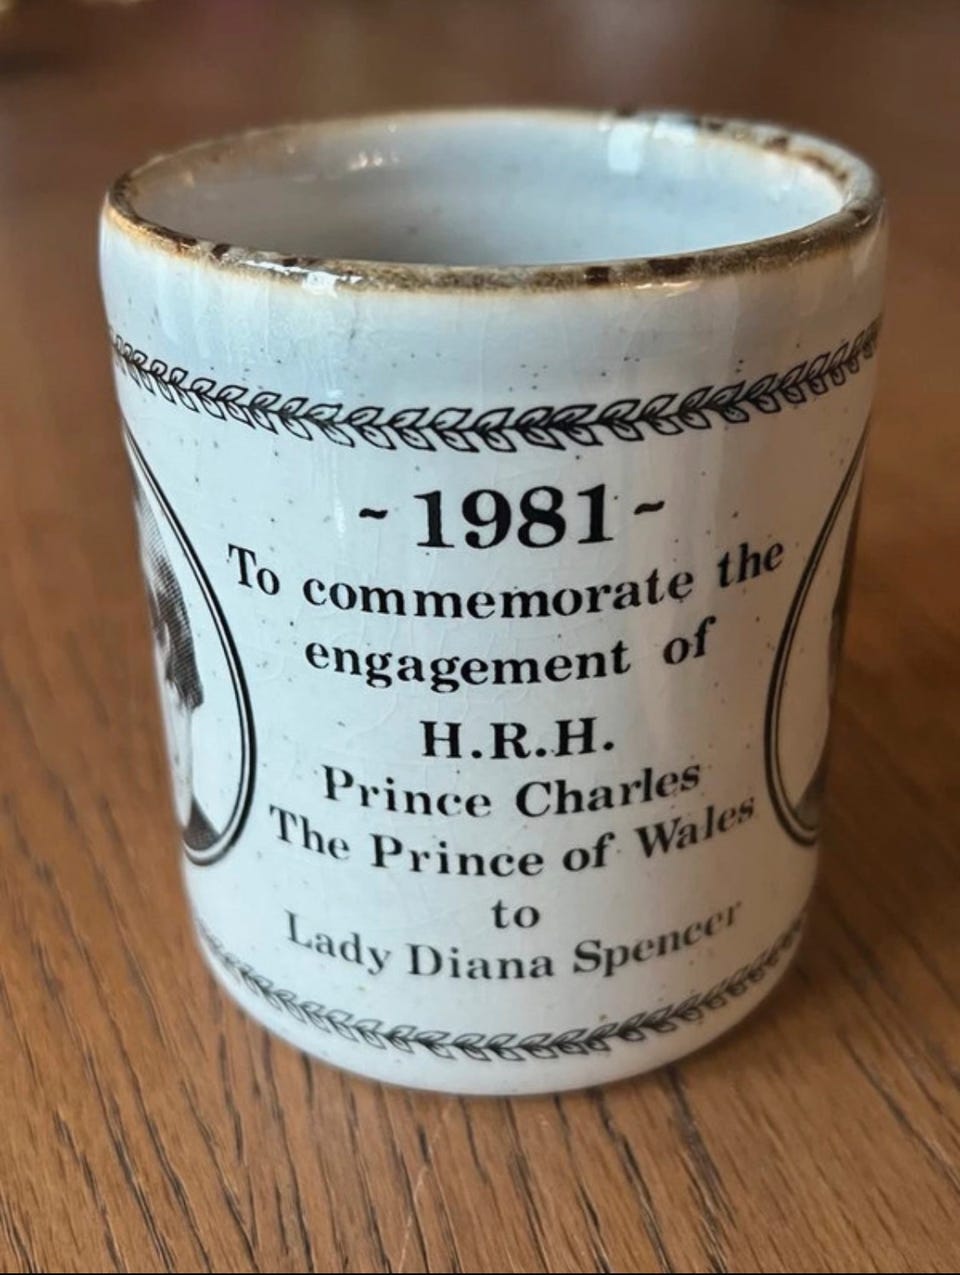 ~1981~
To commemorate the
engagement of
H.R.H.
Prince Charles
The Prince of Wales
to
Lady Diana Spencer